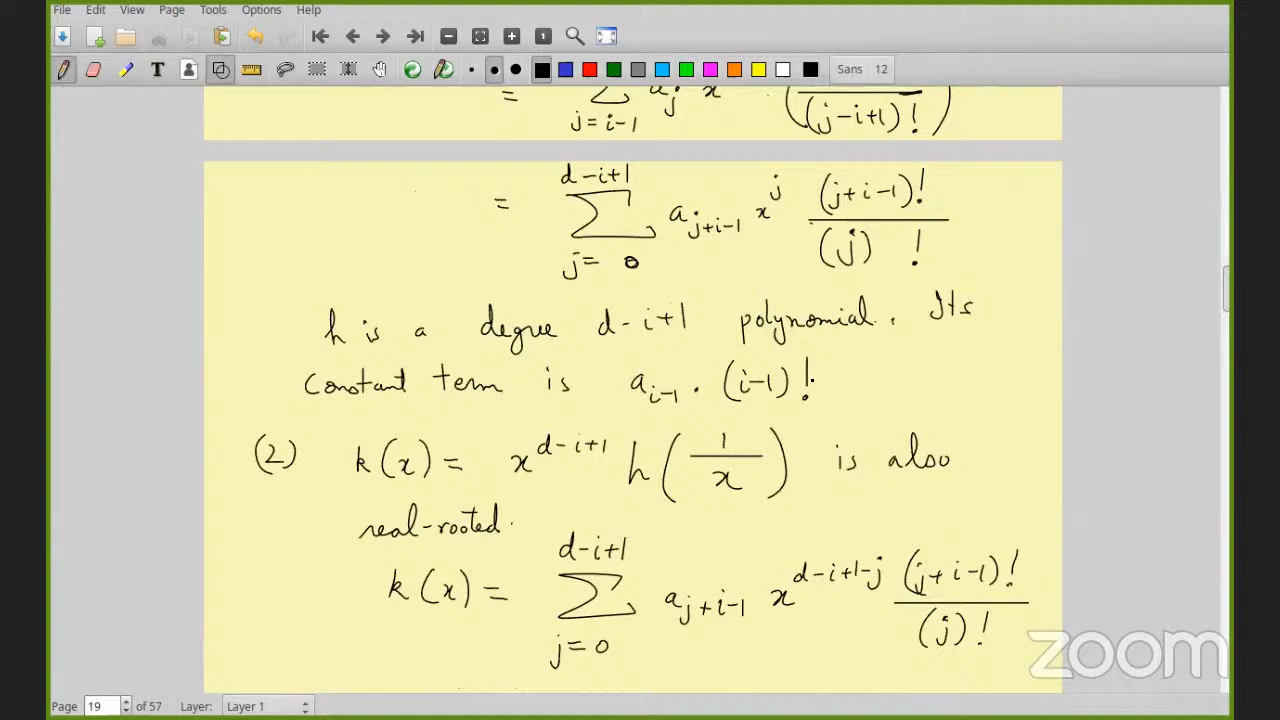 File Edit View Page Tools Options Help
Sans 12
= Σ_{j=i-1} a_j x (j-i+1)!
= Σ_{j=0}^{d-i+1} a_{j+i-1} x^j (j+i-1)! / (j)!
h is a degree d-i+1 polynomial. Its
constant term is a_{i-1} · (i-1)!
(2) k(x) = x^{d-i+1} h(1/x) is also
real-rooted.
k(x) = Σ_{j=0}^{d-i+1} a_{j+i-1} x^{d-i+1-j} (j+i-1)! / (j)!
zoom
Page 19 of 57 Layer: Layer 1